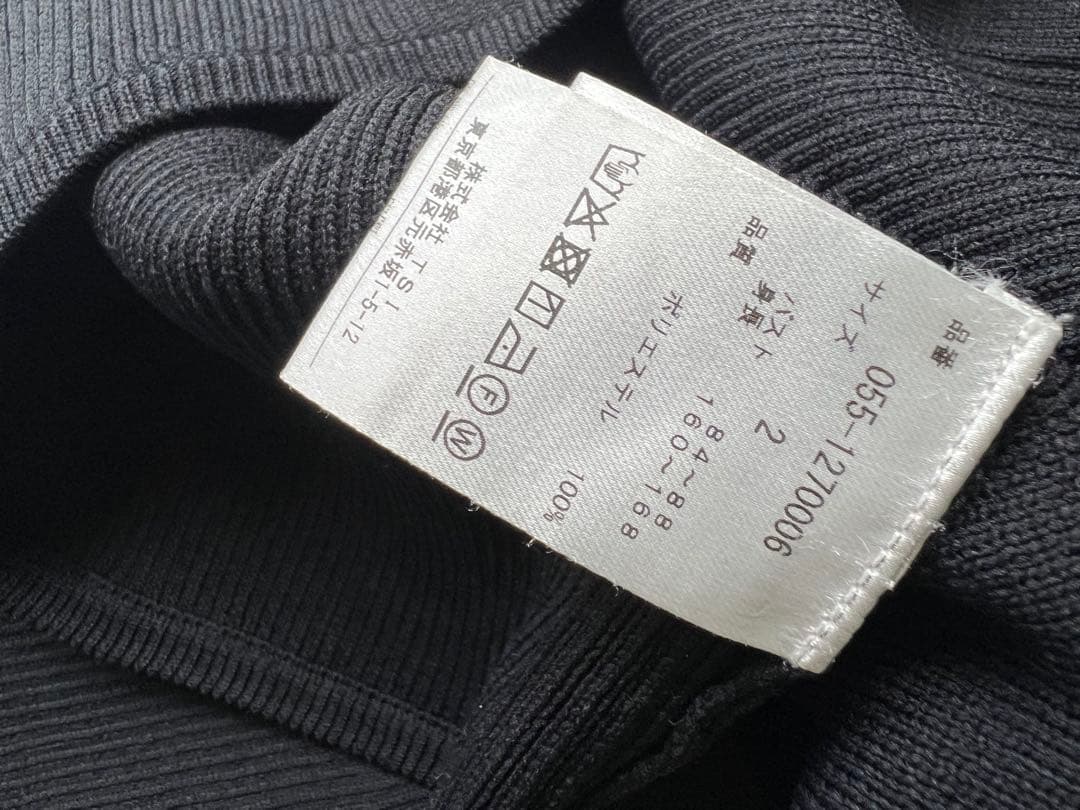 品番 055-1270006
サイズ 2
バスト 84~88
身長 160~168
品質
ポリエステル 100%
F W
株式会社 TSI
東京都港区元赤坂1-5-12